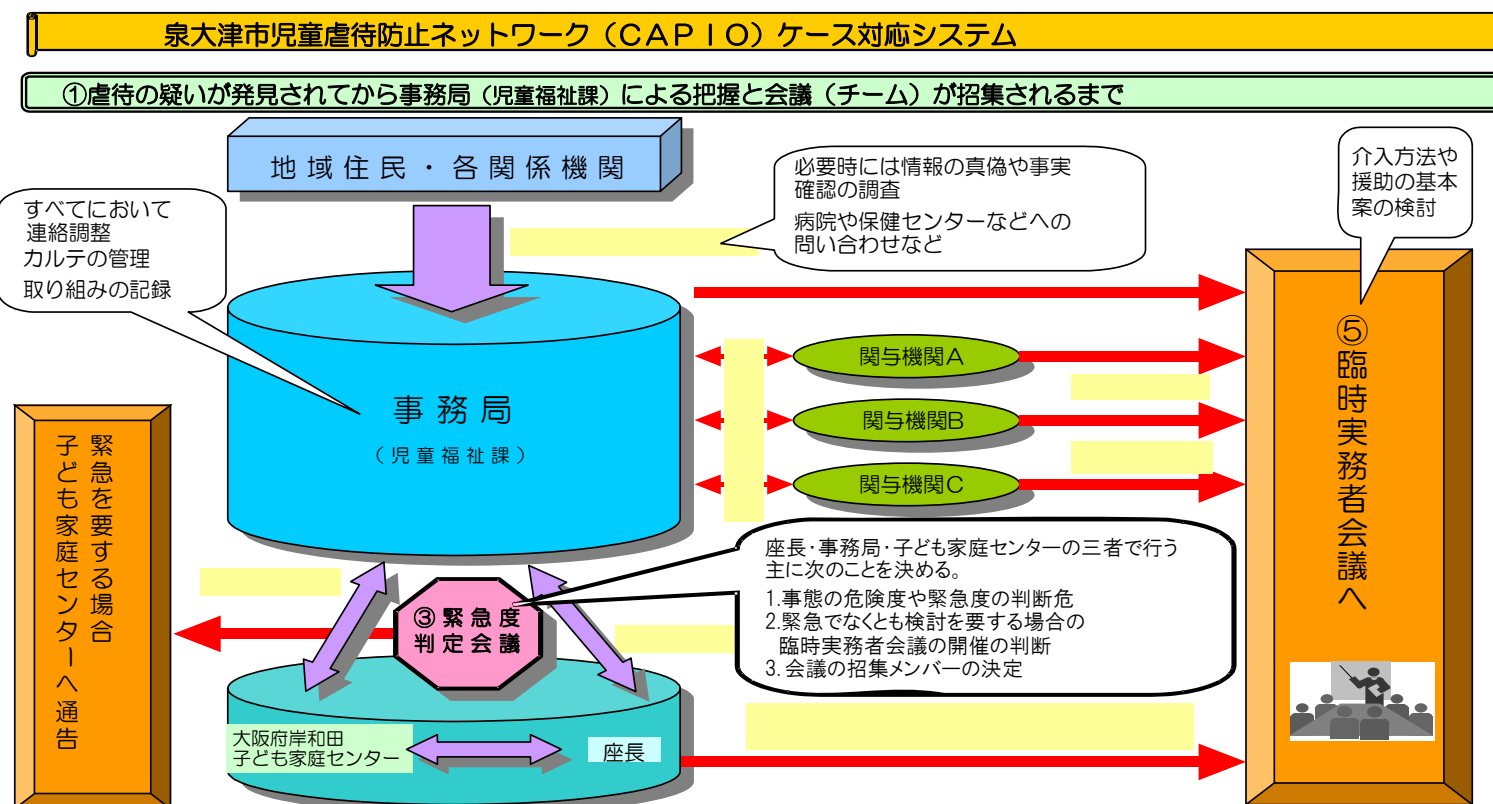 泉大津市児童虐待防止ネットワーク（CAPIO）ケース対応システム
①虐待の疑いが発見されてから事務局（児童福祉課）による把握と会議（チーム）が招集されるまで
地域住民・各関係機関
必要時には情報の真偽や事実
確認の調査
病院や保健センターなどへの
問い合わせなど
介入方法や
援助の基本
案の検討
すべてにおいて
連絡調整
カルテの管理
取り組みの記録
事務局
（児童福祉課）
関与機関A
関与機関B
関与機関C
⑤臨時実務者会議へ
緊急を要する場合
子ども家庭センターへ通告
③緊急度
判定会議
座長・事務局・子ども家庭センターの三者で行う
主に次のことを決める。
1.事態の危険度や緊急度の判断危
2.緊急でなくとも検討を要する場合の
臨時実務者会議の開催の判断
3.会議の招集メンバーの決定
大阪府岸和田
子ども家庭センター
座長